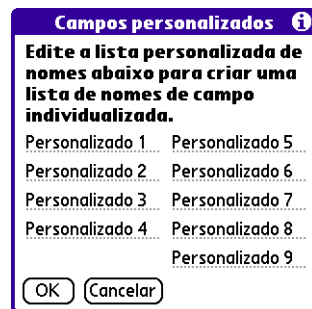 Campos personalizados
Edite a lista personalizada de
nomes abaixo para criar uma
lista de nomes de campo
individualizada.
Personalizado 1 Personalizado 5
Personalizado 2 Personalizado 6
Personalizado 3 Personalizado 7
Personalizado 4 Personalizado 8
Personalizado 9
OK Cancelar